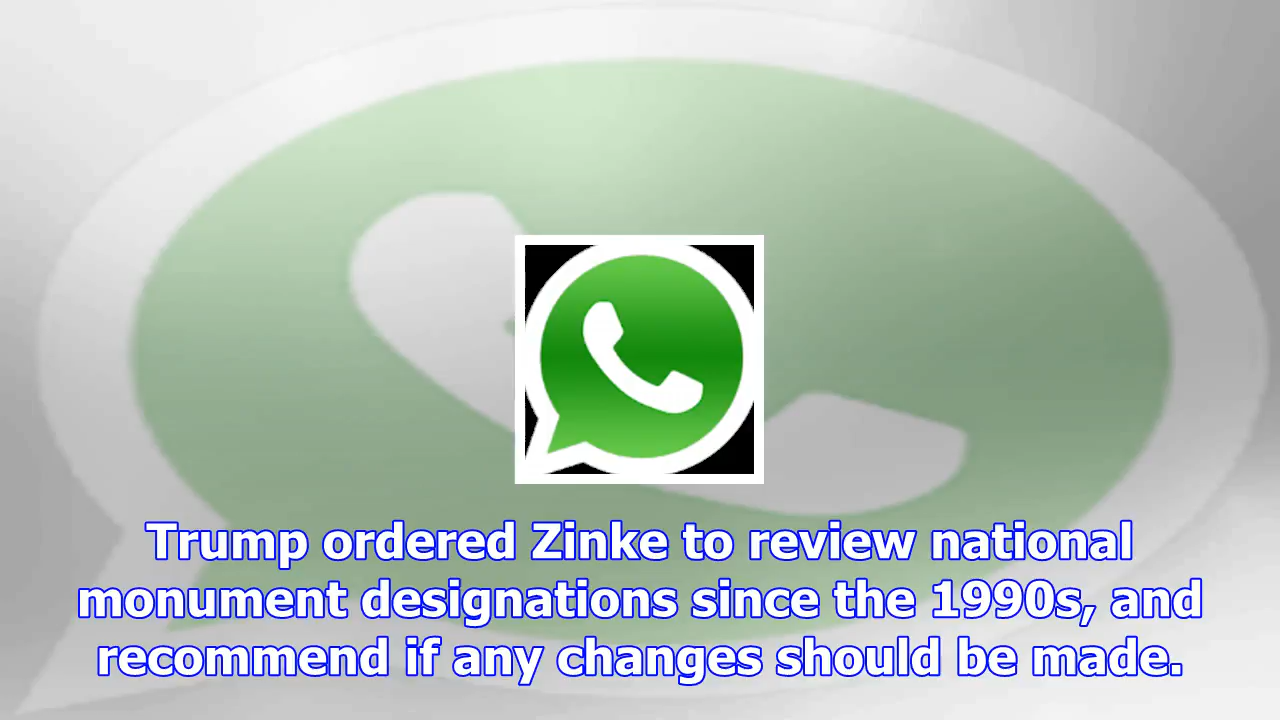 Trump ordered Zinke to review national
monument designations since the 1990s, and
recommend if any changes should be made.